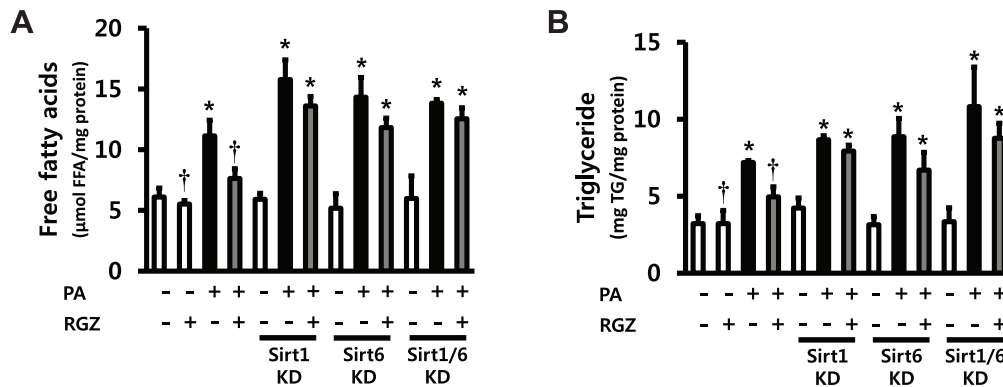 A
Free fatty acids
(μmol FFA/mg protein)
20
15
10
5
0
* * * * * * *
† †
PA - - + + - + + - + + - + +
RGZ - + - + - - + - - + - - +
Sirt1 KD
Sirt6 KD
Sirt1/6 KD
B
Triglyceride
(mg TG/mg protein)
15
10
5
0
* * * * * * *
† †
PA - - + + - + + - + + - + +
RGZ - + - + - - + - - + - - +
Sirt1 KD
Sirt6 KD
Sirt1/6 KD